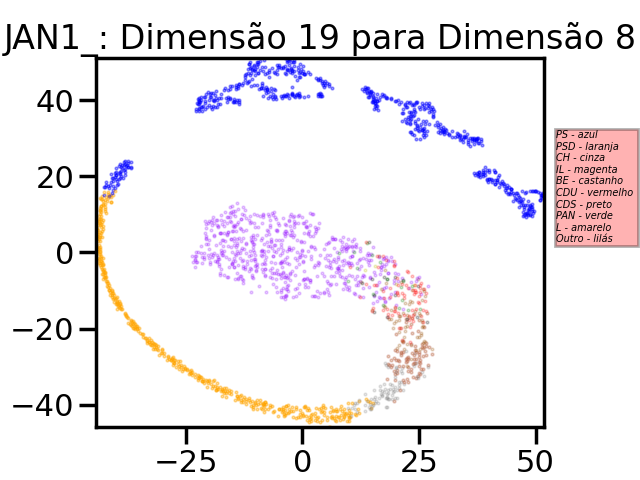 JAN1_: Dimensão 19 para Dimensão 8
40
20
0
−20
−40
−25
0
25
50
PS - azul
PSD - laranja
CH - cinza
IL - magenta
BE - castanho
CDU - vermelho
CDS - preto
PAN - verde
L - amarelo
Outro - lilás